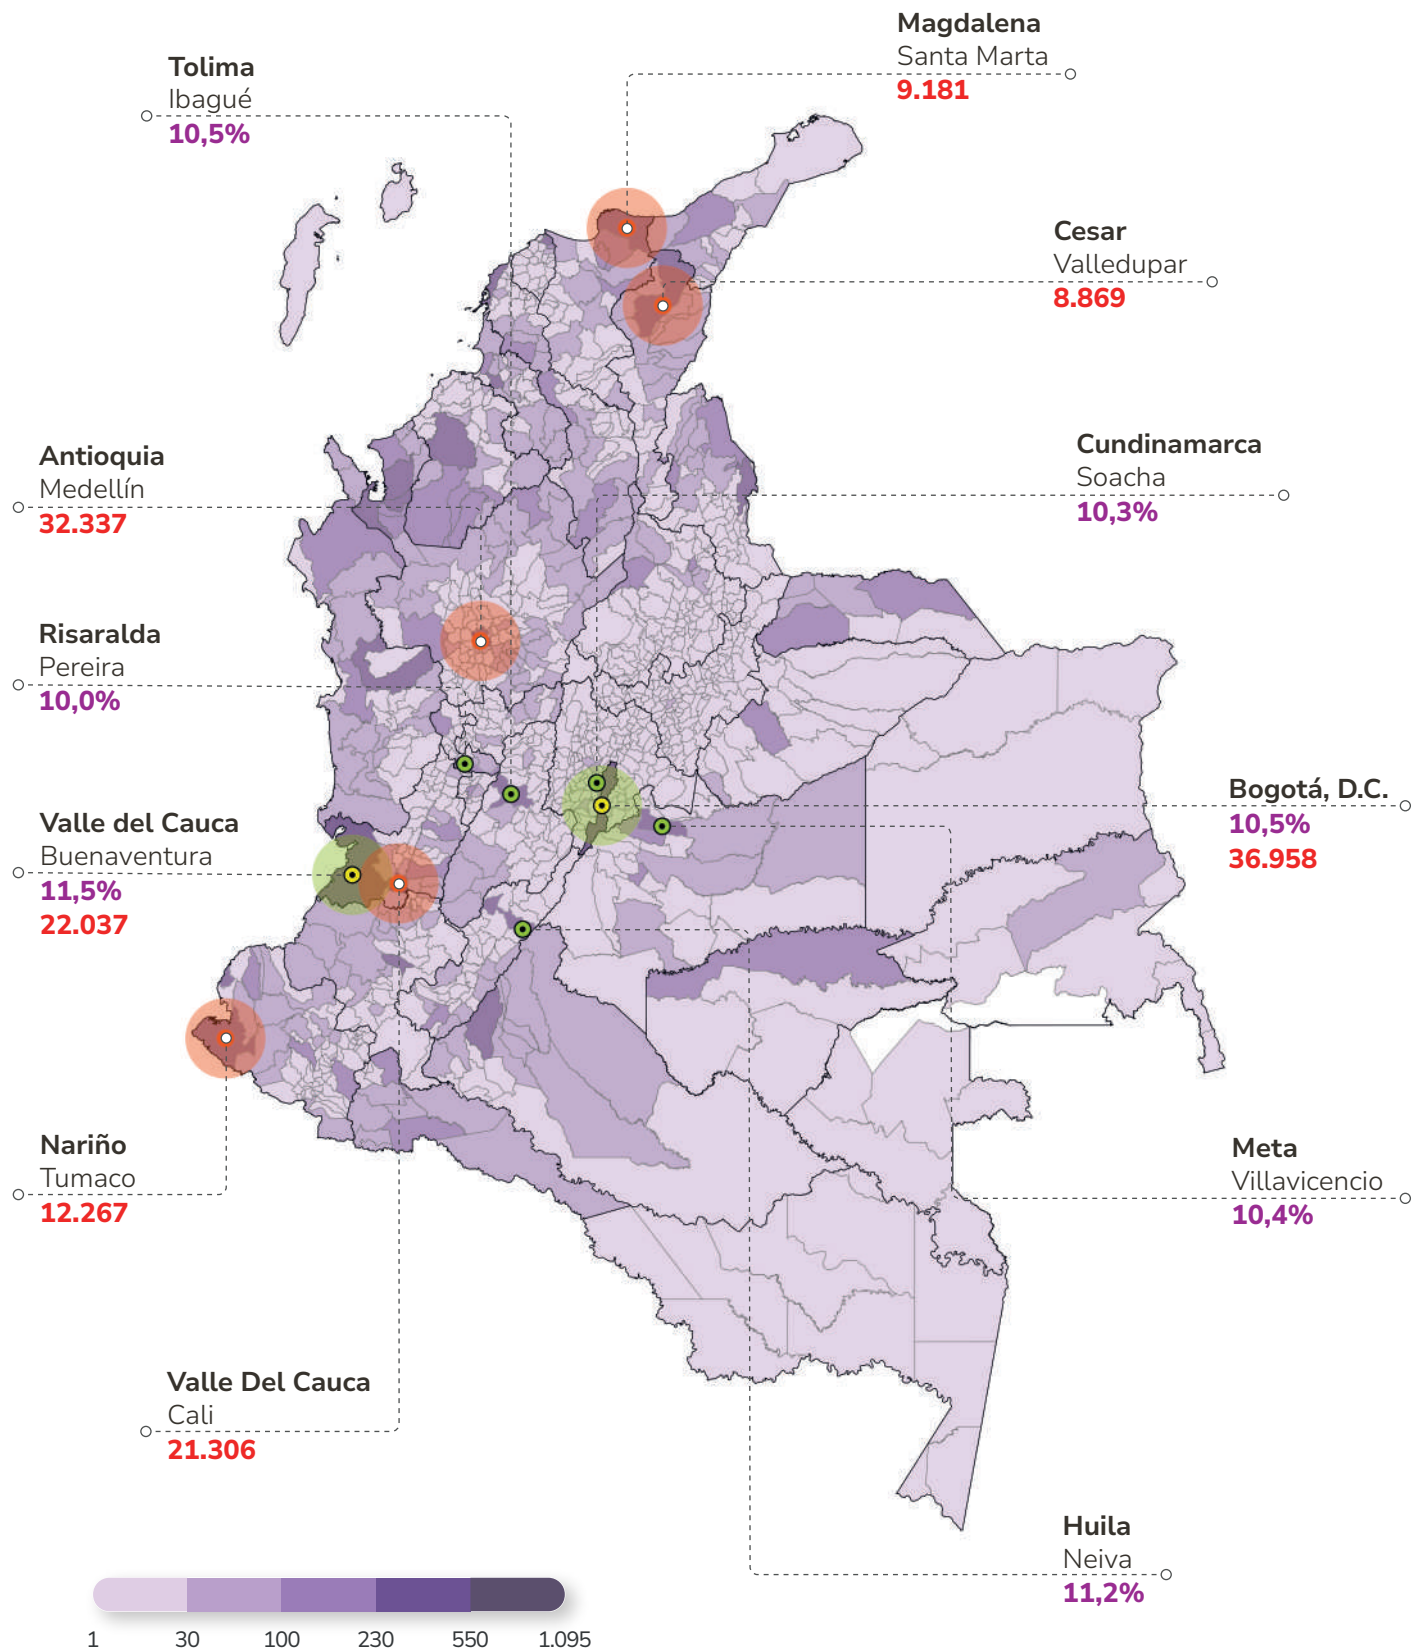 Magdalena
Santa Marta
9.181
Tolima
Ibagué
10,5%
Cesar
Valledupar
8.869
Antioquia
Medellín
32.337
Cundinamarca
Soacha
10,3%
Risaralda
Pereira
10,0%
Bogotá, D.C.
10,5%
36.958
Valle del Cauca
Buenaventura
11,5%
22.037
Nariño
Tumaco
12.267
Meta
Villavicencio
10,4%
Valle Del Cauca
Cali
21.306
Huila
Neiva
11,2%
1 30 100 230 550 1.095